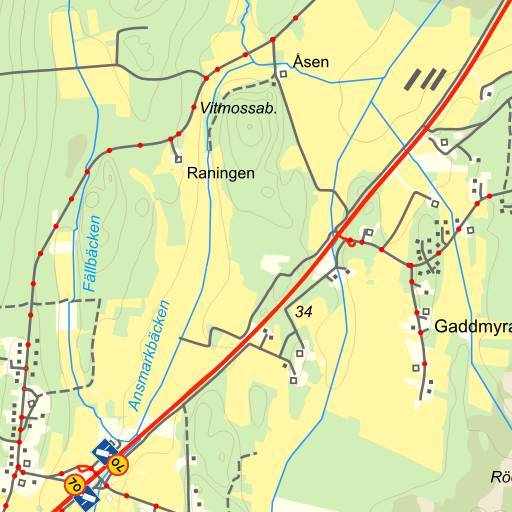 Åsen
Vitmossab.
Raningen
Fällbäcken
Ansmarkbäcken
34
Gaddmyra
70
70